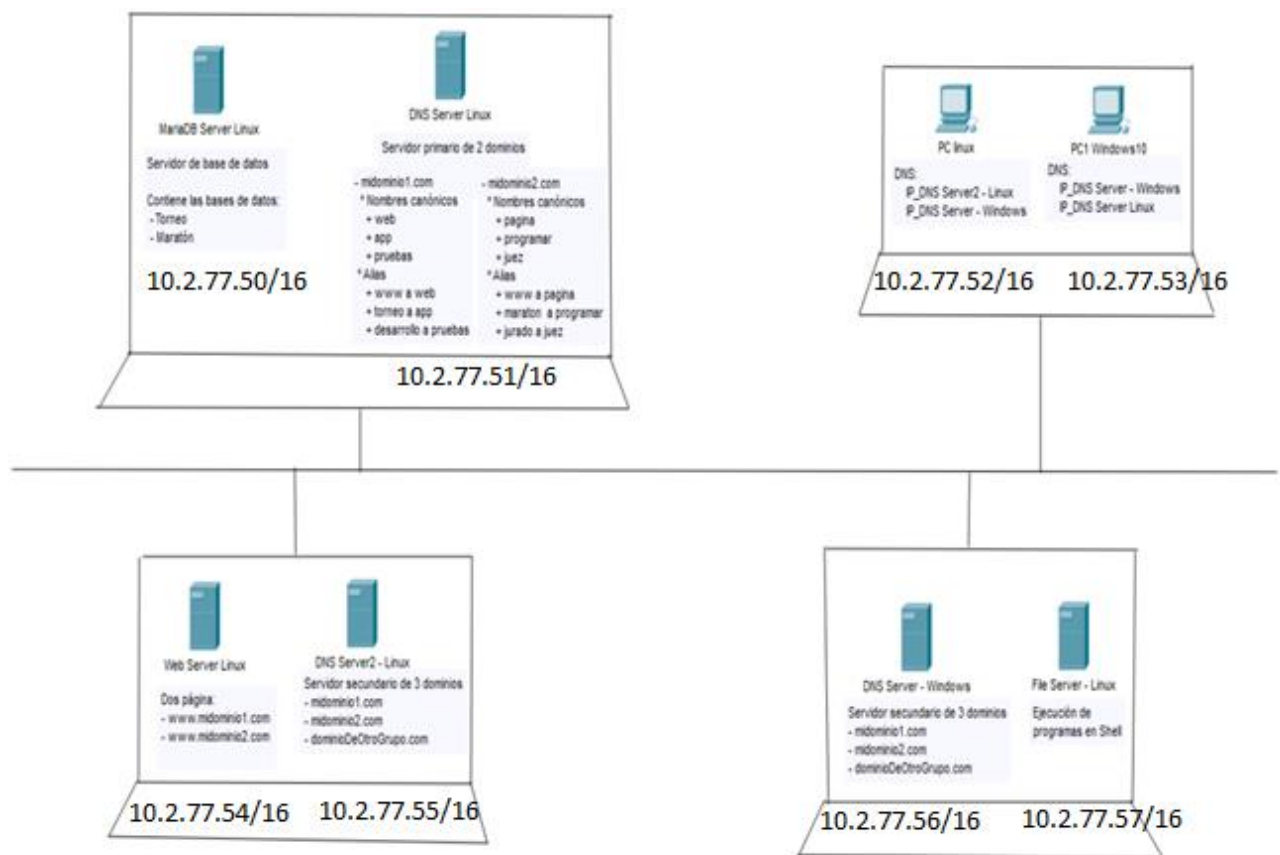 MariaDB Server Linux
Servidor de base de datos
Contiene las bases de datos:
- Torneo
- Maratón
10.2.77.50/16
DNS Server Linux
Servidor primario de 2 dominios
- midominio1.com
* Nombres canónicos
+ web
+ app
+ pruebas
* Alias
+ www a web
+ torneo a app
+ desarrollo a pruebas
- midominio2.com
* Nombres canónicos
+ pagina
+ programar
+ juez
* Alias
+ www a pagina
+ maraton a programar
+ jurado a juez
10.2.77.51/16
PC linux
DNS:
IP_DNS Server2 - Linux
IP_DNS Server - Windows
10.2.77.52/16
PC1 Windows10
DNS:
IP_DNS Server - Windows
IP_DNS Server Linux
10.2.77.53/16
Web Server Linux
Dos página:
- www.midominio1.com
- www.midominio2.com
10.2.77.54/16
DNS Server2 - Linux
Servidor secundario de 3 dominios
- midominio1.com
- midominio2.com
- dominioDeOtroGrupo.com
10.2.77.55/16
DNS Server - Windows
Servidor secundario de 3 dominios
- midominio1.com
- midominio2.com
- dominioDeOtroGrupo.com
10.2.77.56/16
File Server - Linux
Ejecución de
programas en Shell
10.2.77.57/16